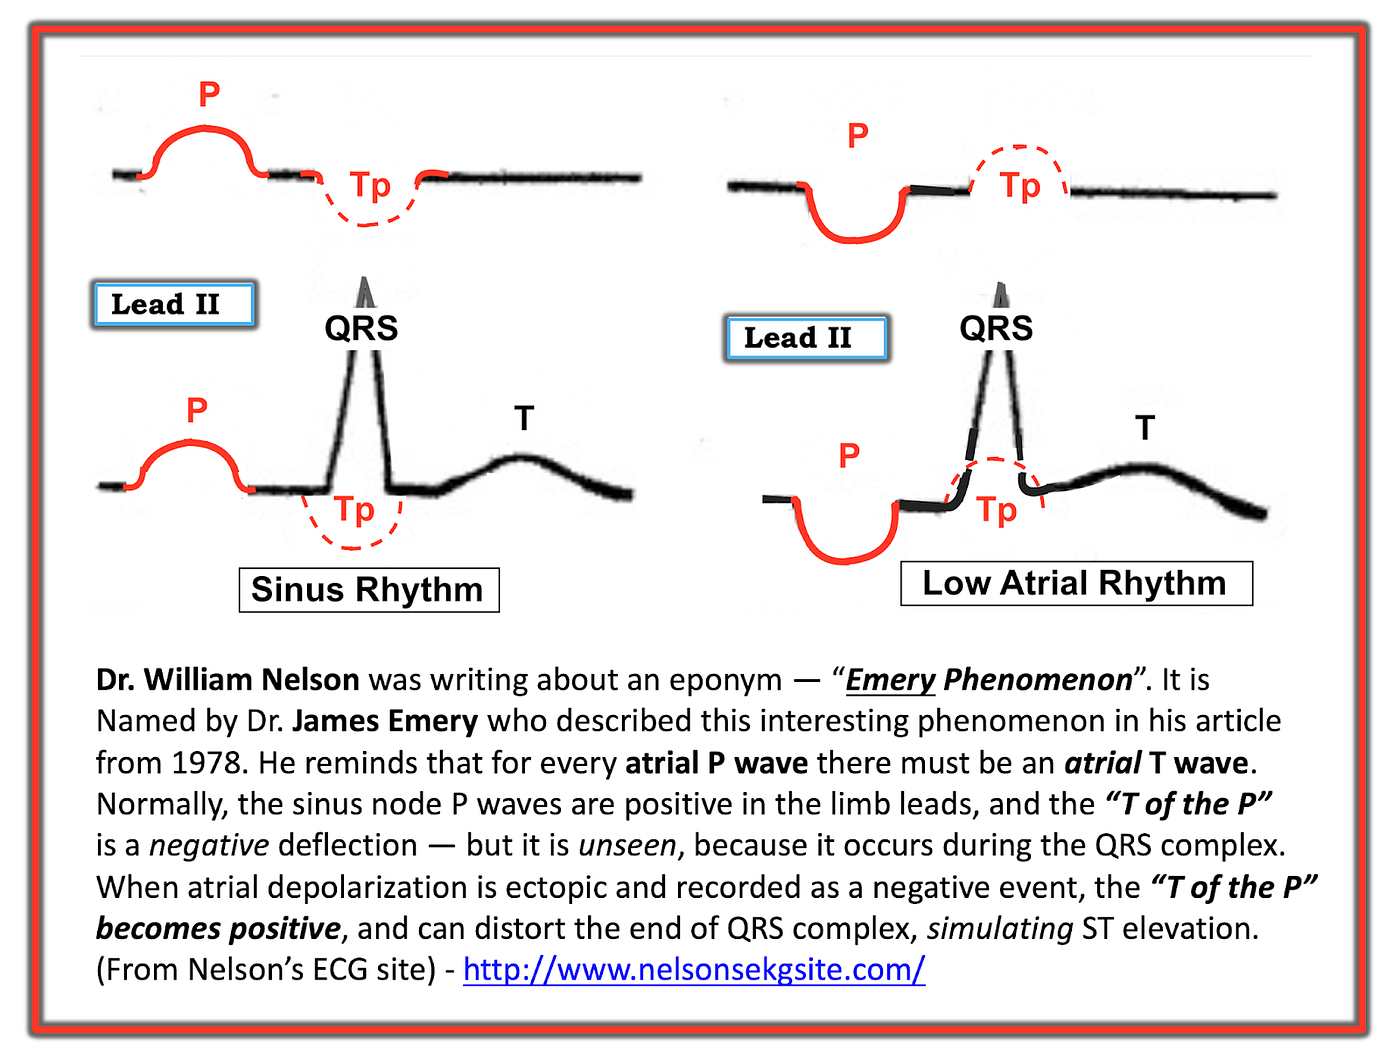 P
Tp
P
Tp
Lead II
QRS
P
T
Tp
Sinus Rhythm
Lead II
QRS
P
T
Tp
Low Atrial Rhythm
Dr. William Nelson was writing about an eponym — “Emery Phenomenon”. It is
Named by Dr. James Emery who described this interesting phenomenon in his article
from 1978. He reminds that for every atrial P wave there must be an atrial T wave.
Normally, the sinus node P waves are positive in the limb leads, and the “T of the P”
is a negative deflection — but it is unseen, because it occurs during the QRS complex.
When atrial depolarization is ectopic and recorded as a negative event, the “T of the P”
becomes positive, and can distort the end of QRS complex, simulating ST elevation.
(From Nelson’s ECG site) - http://www.nelsonsekgsite.com/